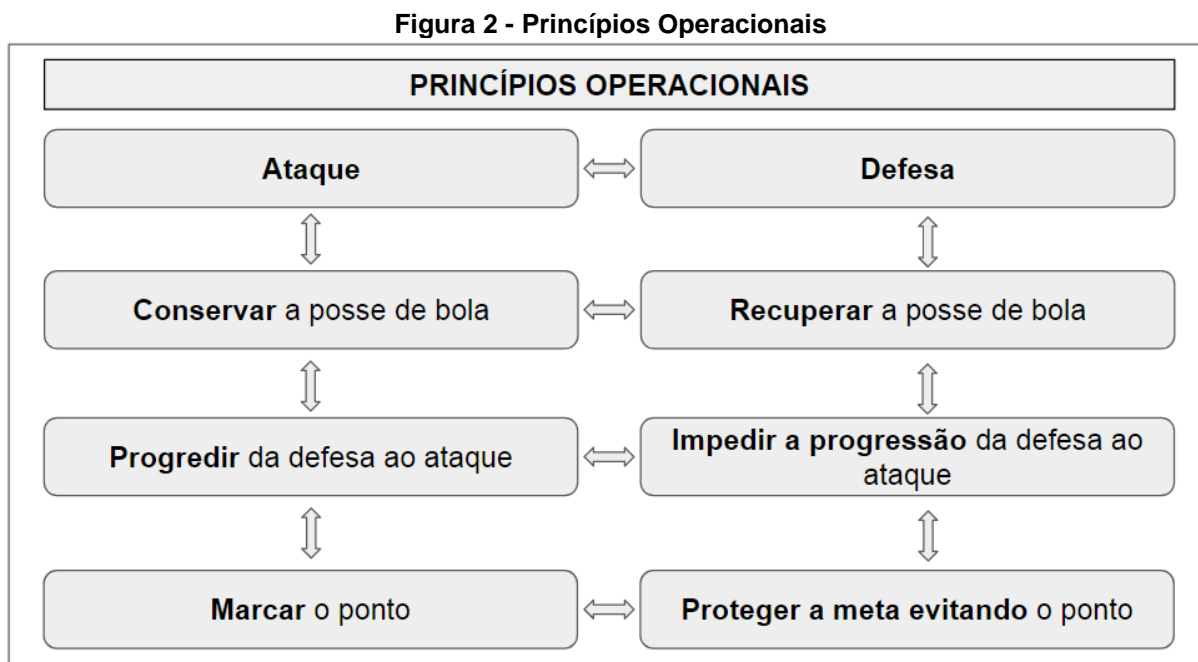 Figura 2 - Princípios Operacionais
PRINCÍPIOS OPERACIONAIS
Ataque
Defesa
Conservar a posse de bola
Recuperar a posse de bola
Progredir da defesa ao ataque
Impedir a progressão da defesa ao
ataque
Marcar o ponto
Proteger a meta evitando o ponto